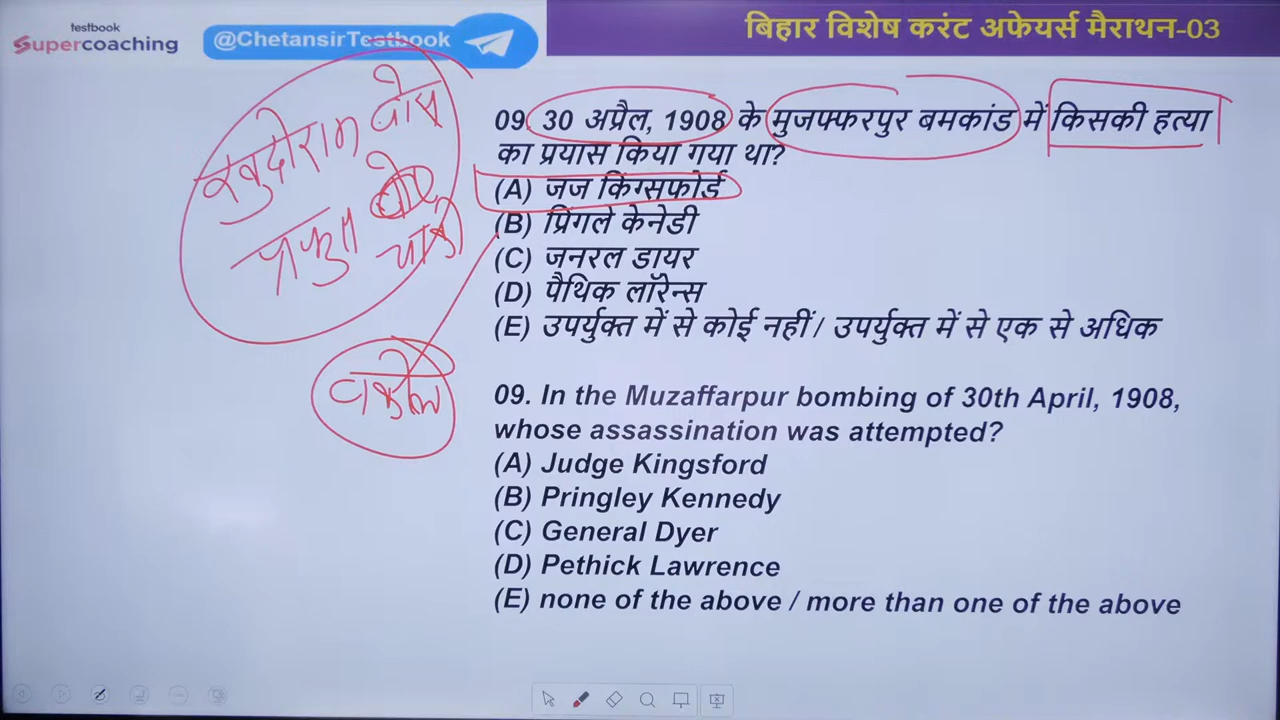 testbook
Supercoaching
@ChetansirTestbook
बिहार विशेष करंट अफेयर्स मैराथन-03
खुदीराम बोस
प्रफुल चाकी
वकील
09. 30 अप्रैल, 1908 के मुजफ्फरपुर बमकांड में किसकी हत्या
का प्रयास किया गया था?
(A) जज किंग्सफोर्ड
(B) प्रिंगले केनेडी
(C) जनरल डायर
(D) पैथिक लॉरेन्स
(E) उपर्युक्त में से कोई नहीं / उपर्युक्त में से एक से अधिक
09. In the Muzaffarpur bombing of 30th April, 1908,
whose assassination was attempted?
(A) Judge Kingsford
(B) Pringley Kennedy
(C) General Dyer
(D) Pethick Lawrence
(E) none of the above / more than one of the above